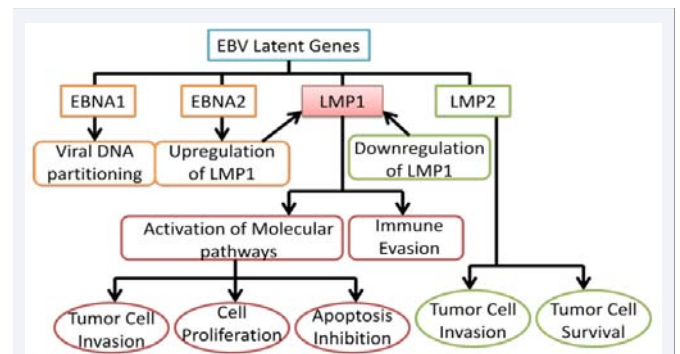 EBV Latent Genes
EBNA1
EBNA2
LMP1
LMP2
Viral DNA
partitioning
Upregulation
of LMP1
Downregulation
of LMP1
Activation of Molecular
pathways
Immune
Evasion
Tumor Cell
Invasion
Cell
Proliferation
Apoptosis
Inhibition
Tumor Cell
Invasion
Tumor Cell
Survival